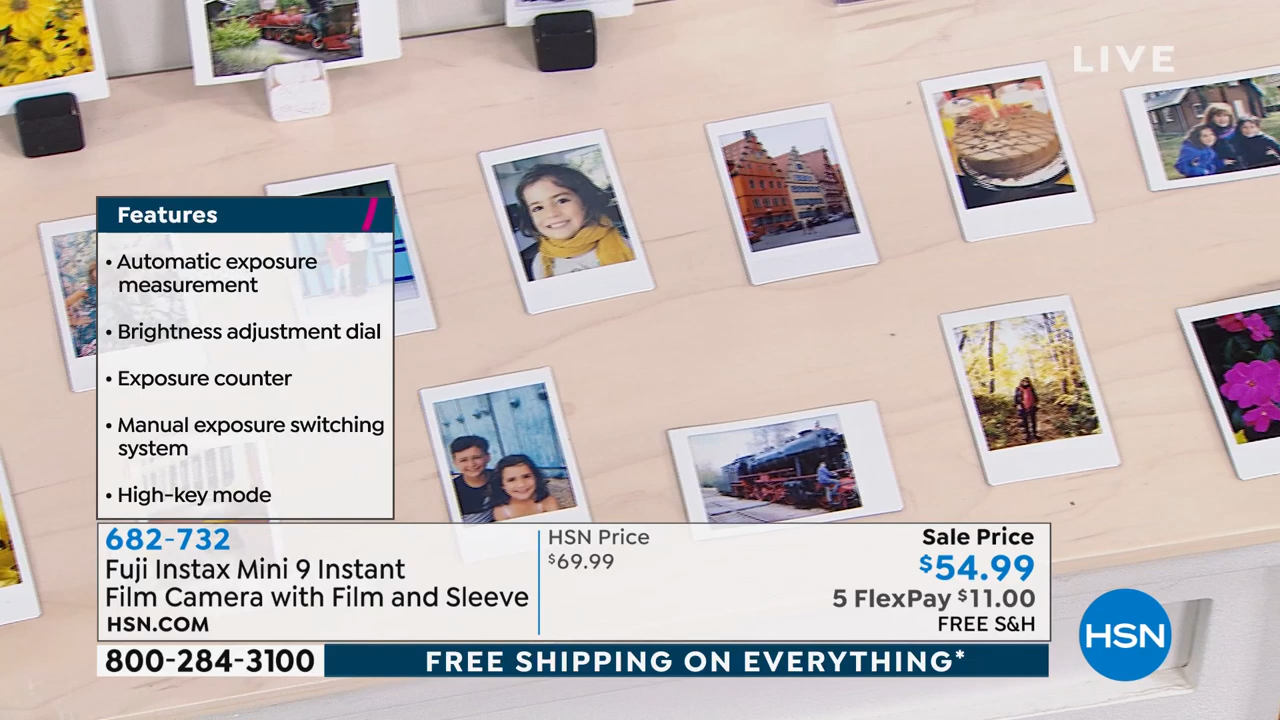 LIVE
Features
• Automatic exposure
measurement
• Brightness adjustment dial
• Exposure counter
• Manual exposure switching
system
• High-key mode
682-732
Fuji Instax Mini 9 Instant
Film Camera with Film and Sleeve
HSN.COM
HSN Price
$69.99
Sale Price
$54.99
5 FlexPay $11.00
FREE S&H
800-284-3100
FREE SHIPPING ON EVERYTHING*
HSN